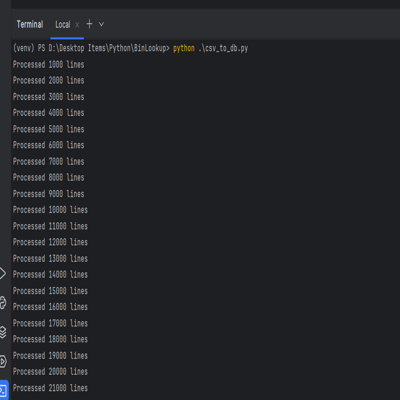 Terminal Local x + 
(venv) PS D:\Desktop Items\Python\BinLookup> python .\csv_to_db.py
Processed 1000 lines
Processed 2000 lines
Processed 3000 lines
Processed 4000 lines
Processed 5000 lines
Processed 6000 lines
Processed 7000 lines
Processed 8000 lines
Processed 9000 lines
Processed 10000 lines
Processed 11000 lines
Processed 12000 lines
Processed 13000 lines
Processed 14000 lines
Processed 15000 lines
Processed 16000 lines
Processed 17000 lines
Processed 18000 lines
Processed 19000 lines
Processed 20000 lines
Processed 21000 lines